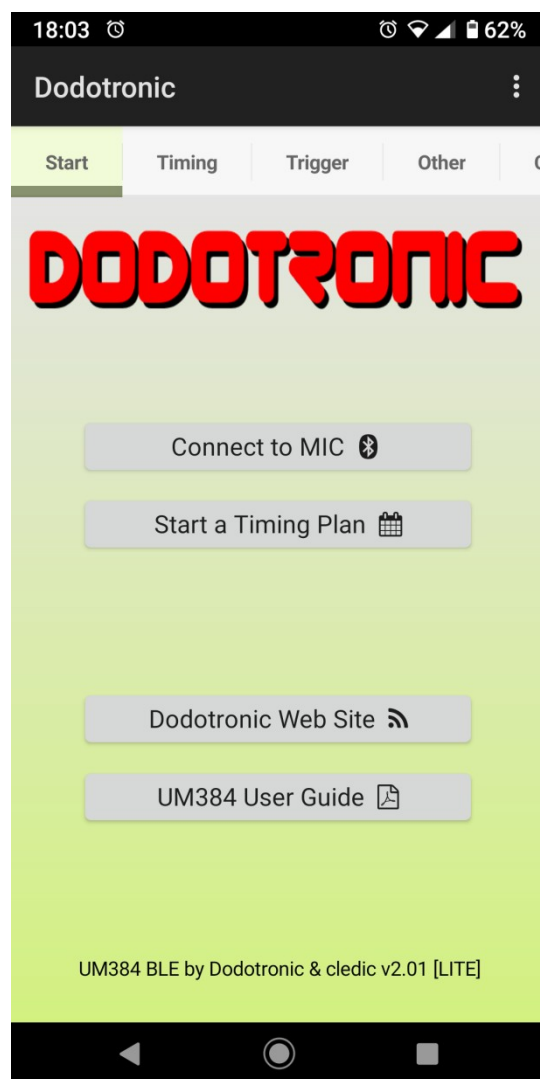 18:03 62%
Dodotronic
Start Timing Trigger Other
DODOTRONIC
Connect to MIC
Start a Timing Plan
Dodotronic Web Site
UM384 User Guide
UM384 BLE by Dodotronic & cledic v2.01 [LITE]